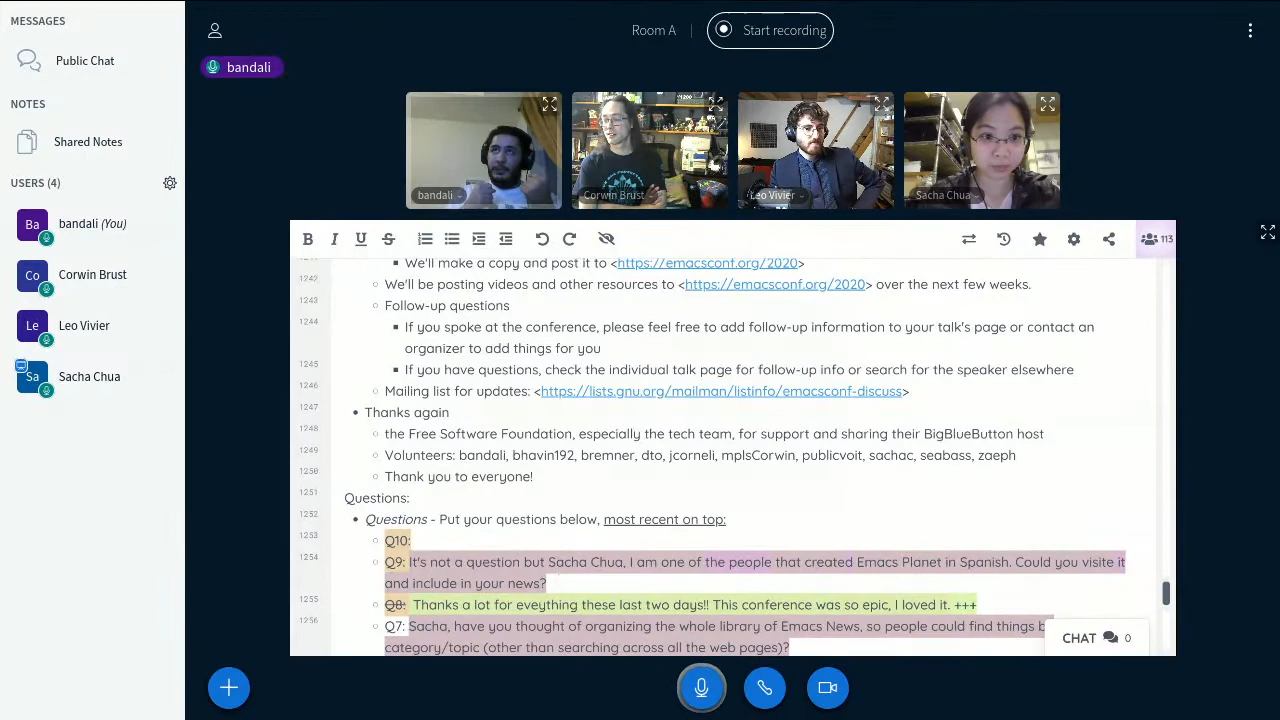 MESSAGES
Public Chat
NOTES
Shared Notes
USERS (4)
Ba bandali (You)
Co Corwin Brust
Le Leo Vivier
Sa Sacha Chua
Room A
Start recording
bandali
bandali
Corwin Brust
Leo Vivier
Sacha Chua
B I U S
113
1241 ▪ We'll make a copy and post it to <https://emacsconf.org/2020>
1242 ○ We'll be posting videos and other resources to <https://emacsconf.org/2020> over the next few weeks.
1243 ○ Follow-up questions
1244 ▪ If you spoke at the conference, please feel free to add follow-up information to your talk's page or contact an
organizer to add things for you
1245 ▪ If you have questions, check the individual talk page for follow-up info or search for the speaker elsewhere
1246 ○ Mailing list for updates: <https://lists.gnu.org/mailman/listinfo/emacsconf-discuss>
1247 • Thanks again
1248 ○ the Free Software Foundation, especially the tech team, for support and sharing their BigBlueButton host
1249 ○ Volunteers: bandali, bhavin192, bremner, dto, jcorneli, mplsCorwin, publicvoit, sachac, seabass, zaeph
1250 ○ Thank you to everyone!
1251 Questions:
1252 • Questions - Put your questions below, most recent on top:
1253 ○ Q10:
1254 ○ Q9: It's not a question but Sacha Chua, I am one of the people that created Emacs Planet in Spanish. Could you visite it
and include in your news?
1255 ○ Q8: Thanks a lot for eveything these last two days!! This conference was so epic, I loved it. +++
1256 ○ Q7: Sacha, have you thought of organizing the whole library of Emacs News, so people could find things
category/topic (other than searching across all the web pages)?
CHAT 0